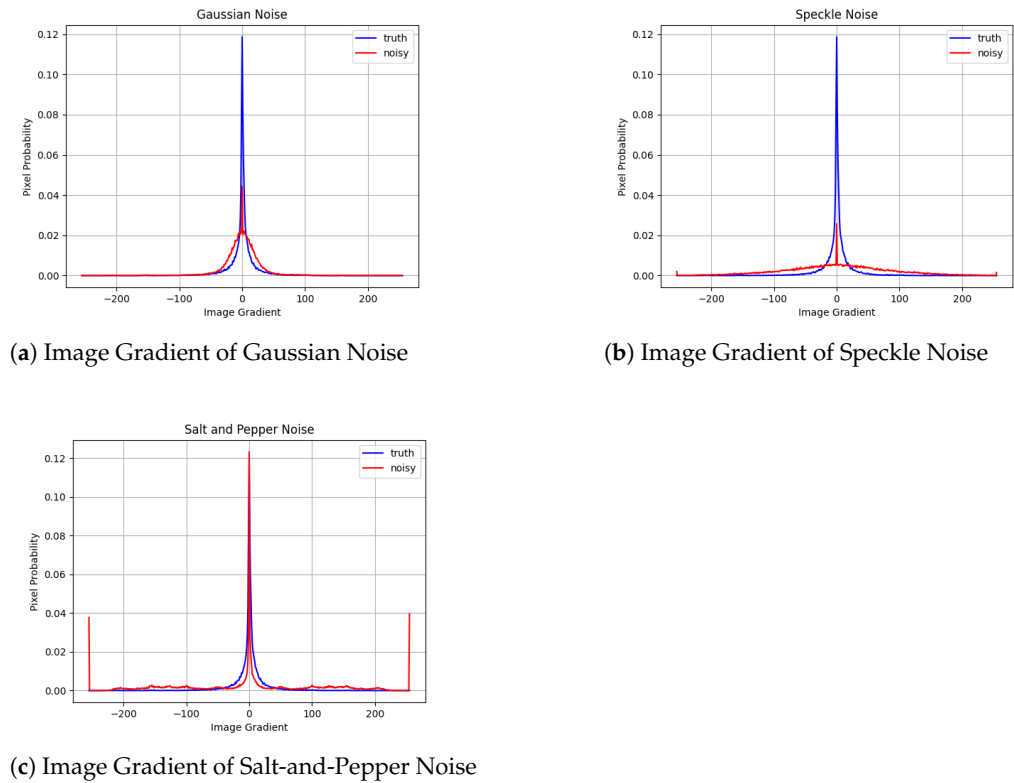 Gaussian Noise
0.12
0.10
0.08
0.06
0.04
0.02
0.00
Pixel Probability
truth
noisy
−200 −100 0 100 200
Image Gradient
(a) Image Gradient of Gaussian Noise
Speckle Noise
0.12
0.10
0.08
0.06
0.04
0.02
0.00
Pixel Probability
truth
noisy
−200 −100 0 100 200
Image Gradient
(b) Image Gradient of Speckle Noise
Salt and Pepper Noise
0.12
0.10
0.08
0.06
0.04
0.02
0.00
Pixel Probability
truth
noisy
−200 −100 0 100 200
Image Gradient
(c) Image Gradient of Salt-and-Pepper Noise